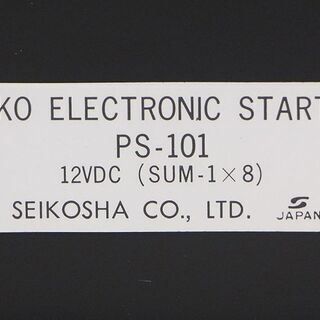 KO ELECTRONIC START
PS-101
12VDC (SUM-1×8)
SEIKOSHA CO., LTD.
S
JAPAN